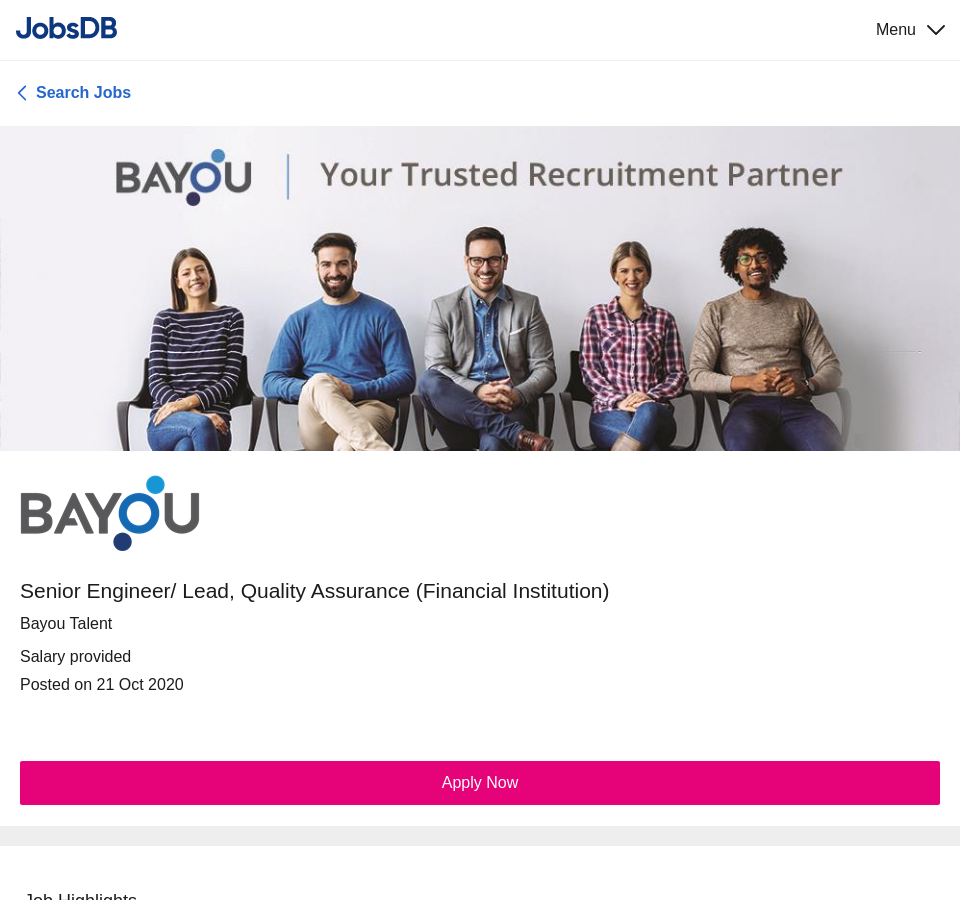 JobsDB
Menu
Search Jobs
BAYOU | Your Trusted Recruitment Partner
BAYOU
Senior Engineer/ Lead, Quality Assurance (Financial Institution)
Bayou Talent
Salary provided
Posted on 21 Oct 2020
Apply Now
Job Highlights